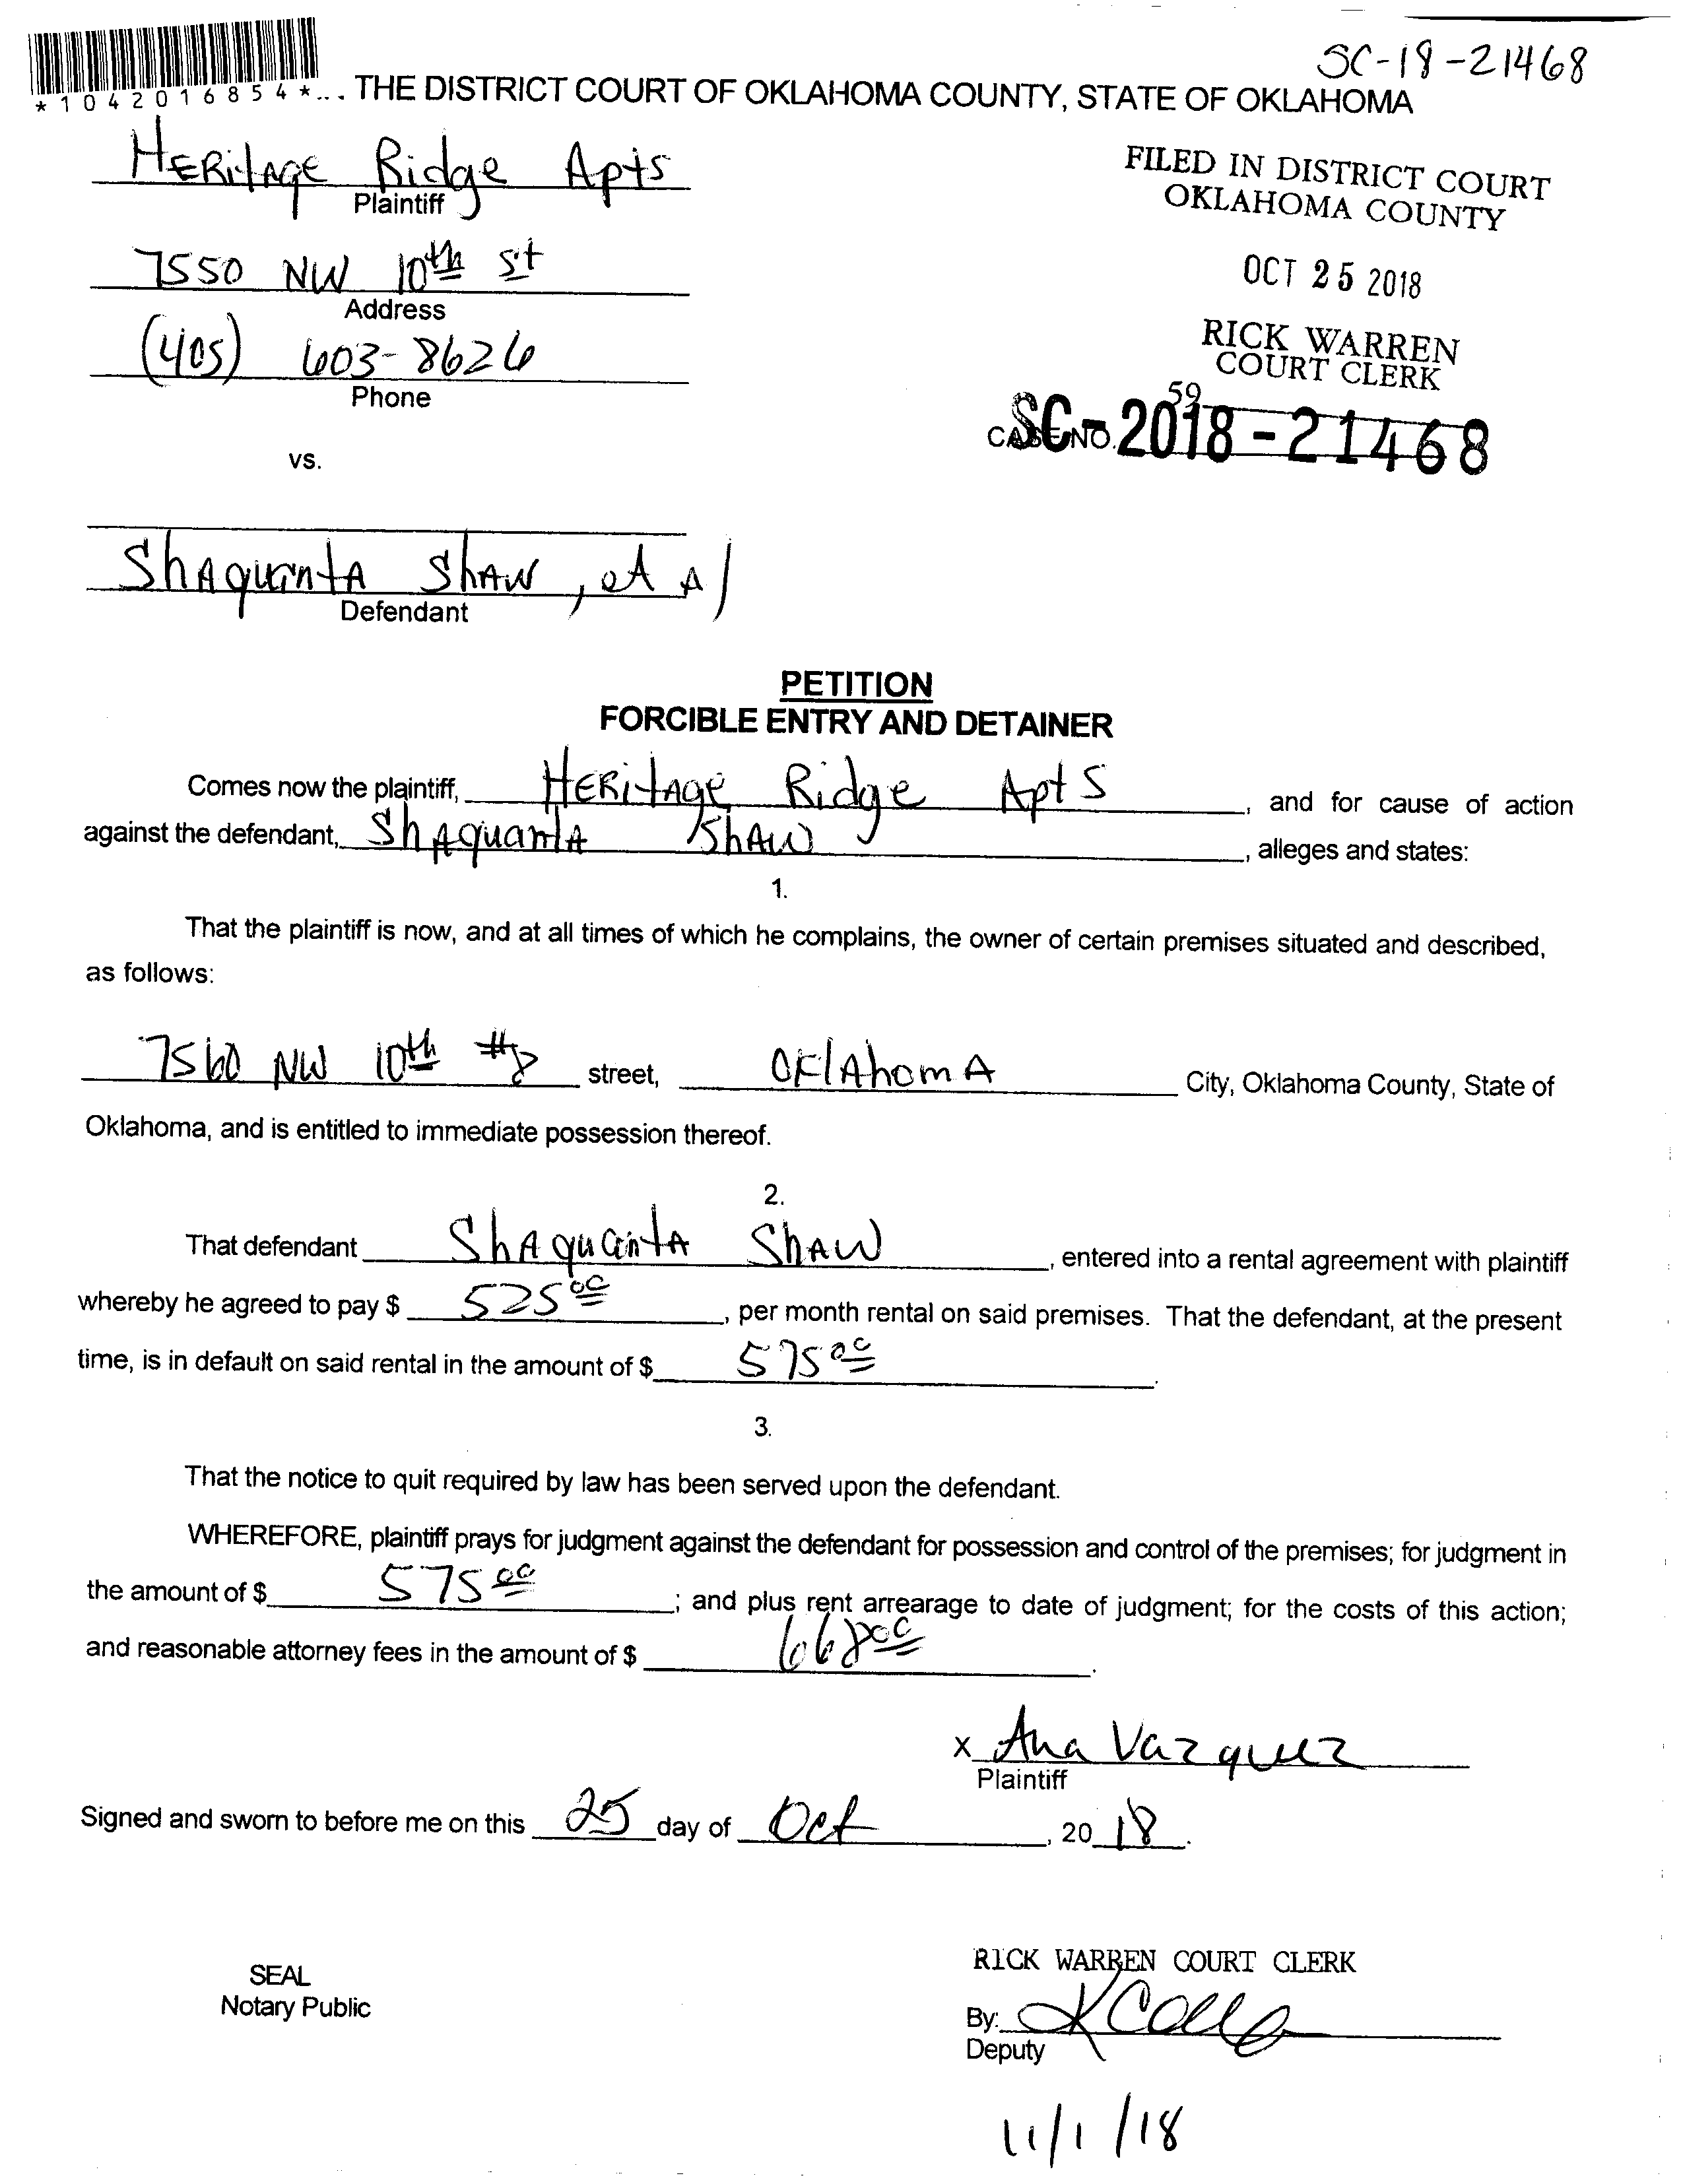 SC-18-21468
*1042016854*... THE DISTRICT COURT OF OKLAHOMA COUNTY, STATE OF OKLAHOMA
HERitAge Ridge Apts
Plaintiff
FILED IN DISTRICT COURT
OKLAHOMA COUNTY
7550 NW 10th St
Address
OCT 25 2018
(405) 603-8626
Phone
RICK WARREN
COURT CLERK
59
CASE NO. SC-2018-21468
vs.
ShAquantA ShAW, et Al
Defendant
PETITION
FORCIBLE ENTRY AND DETAINER
Comes now the plaintiff, HERitAge Ridge Apts, and for cause of action
against the defendant, ShAquantA ShAW, alleges and states:
1.
That the plaintiff is now, and at all times of which he complains, the owner of certain premises situated and described,
as follows:
7560 NW 10th #8 street, OklAhomA City, Oklahoma County, State of
Oklahoma, and is entitled to immediate possession thereof.
2.
That defendant ShAquantA ShAW, entered into a rental agreement with plaintiff
whereby he agreed to pay $ 525 00, per month rental on said premises. That the defendant, at the present
time, is in default on said rental in the amount of $ 575 00.
3.
That the notice to quit required by law has been served upon the defendant.
WHEREFORE, plaintiff prays for judgment against the defendant for possession and control of the premises; for judgment in
the amount of $ 575 00; and plus rent arrearage to date of judgment; for the costs of this action;
and reasonable attorney fees in the amount of $ 668 00.
x Ana Vazquez
Plaintiff
Signed and sworn to before me on this 25 day of Oct, 20 18.
SEAL
Notary Public
RICK WARREN COURT CLERK
By:
Deputy
11/1/18